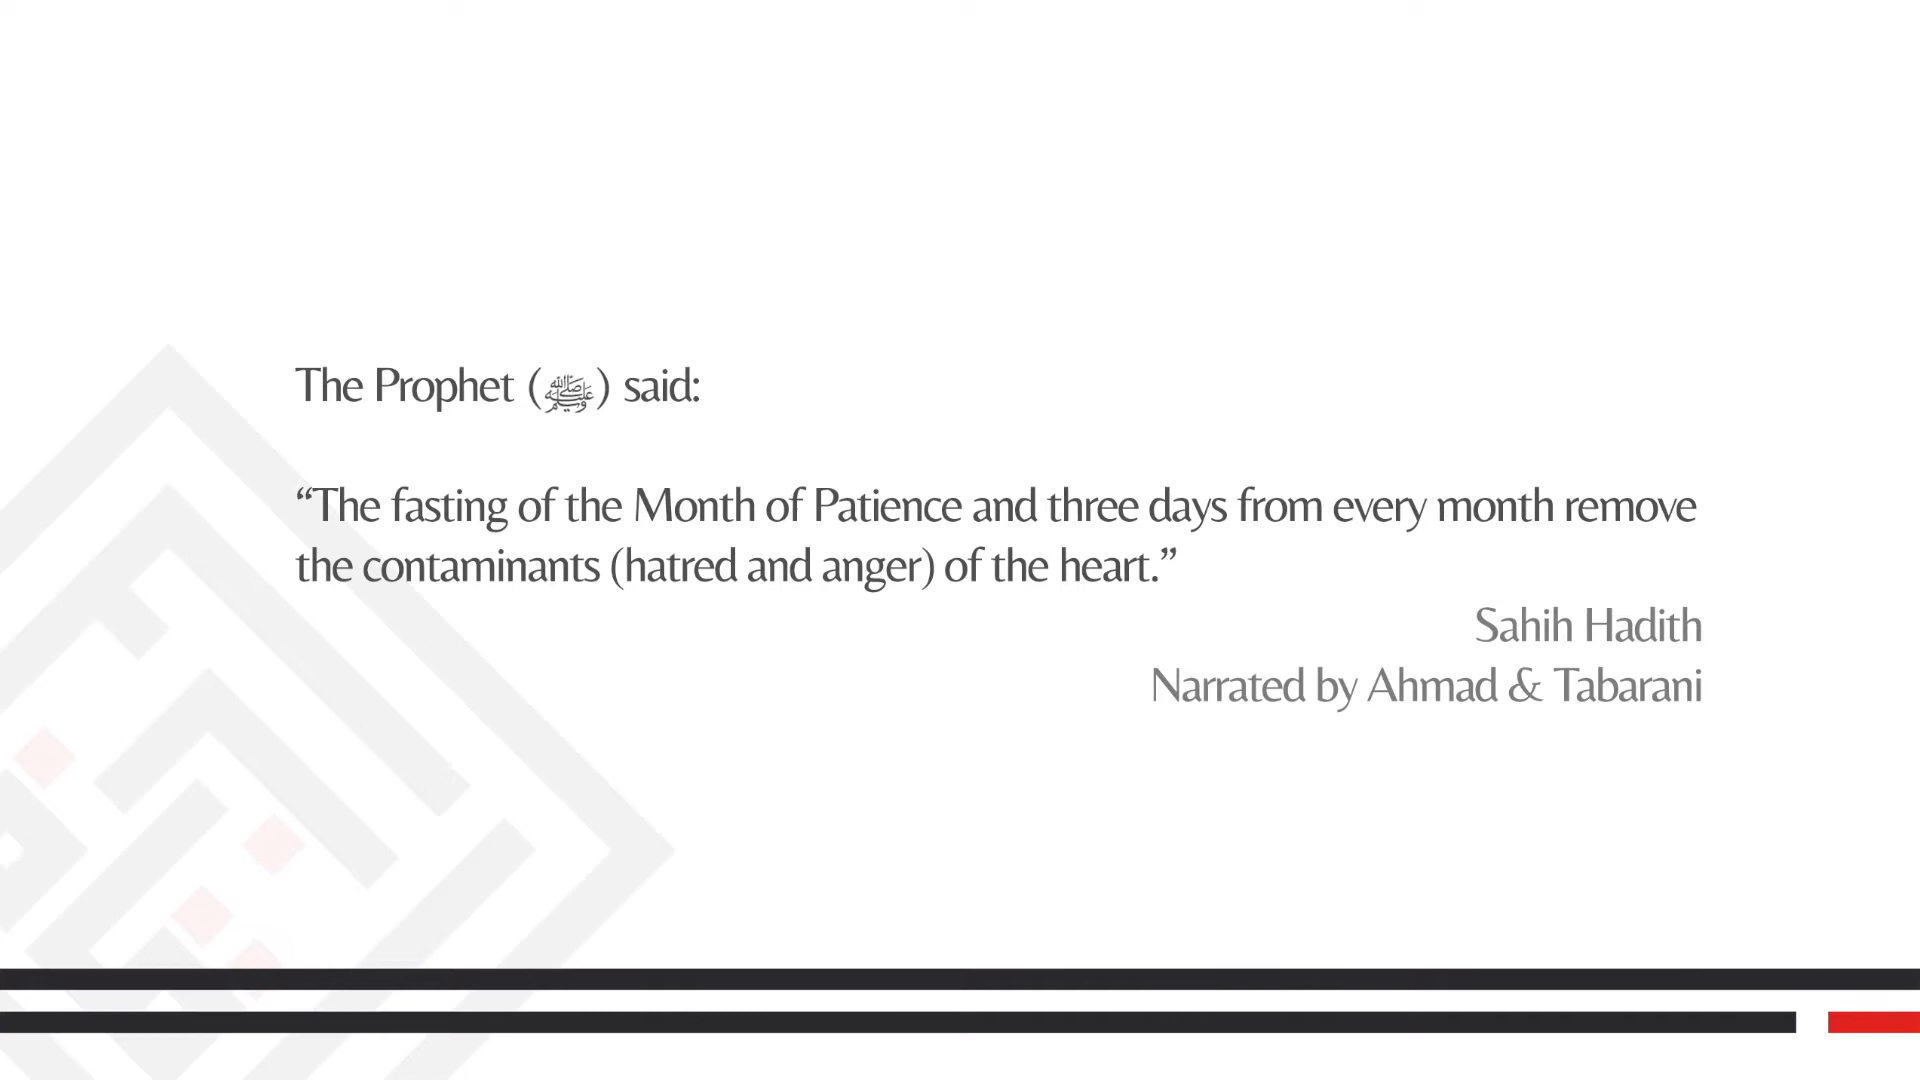 The Prophet (ﷺ) said:
“The fasting of the Month of Patience and three days from every month remove
the contaminants (hatred and anger) of the heart.”
Sahih Hadith
Narrated by Ahmad & Tabarani